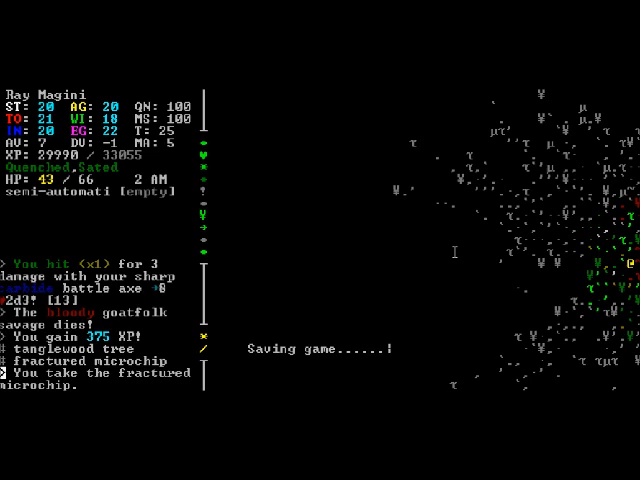 Ray Magini
ST: 20 AG: 20 QN: 100
TO: 21 WI: 18 MS: 100
IN: 20 EG: 22 T: 25
AV: 7 DV: -1 MA: 5
XP: 29990 / 33055
Quenched,Sated
HP: 43 / 66 2 AM
semi-automati [empty]
> You hit (x1) for 3
damage with your sharp
carbide battle axe
2d3! [13]
> The bloody goatfolk
savage dies!
> You gain 375 XP!
# tanglewood tree
# fractured microchip
> You take the fractured
microchip.
Saving game......|